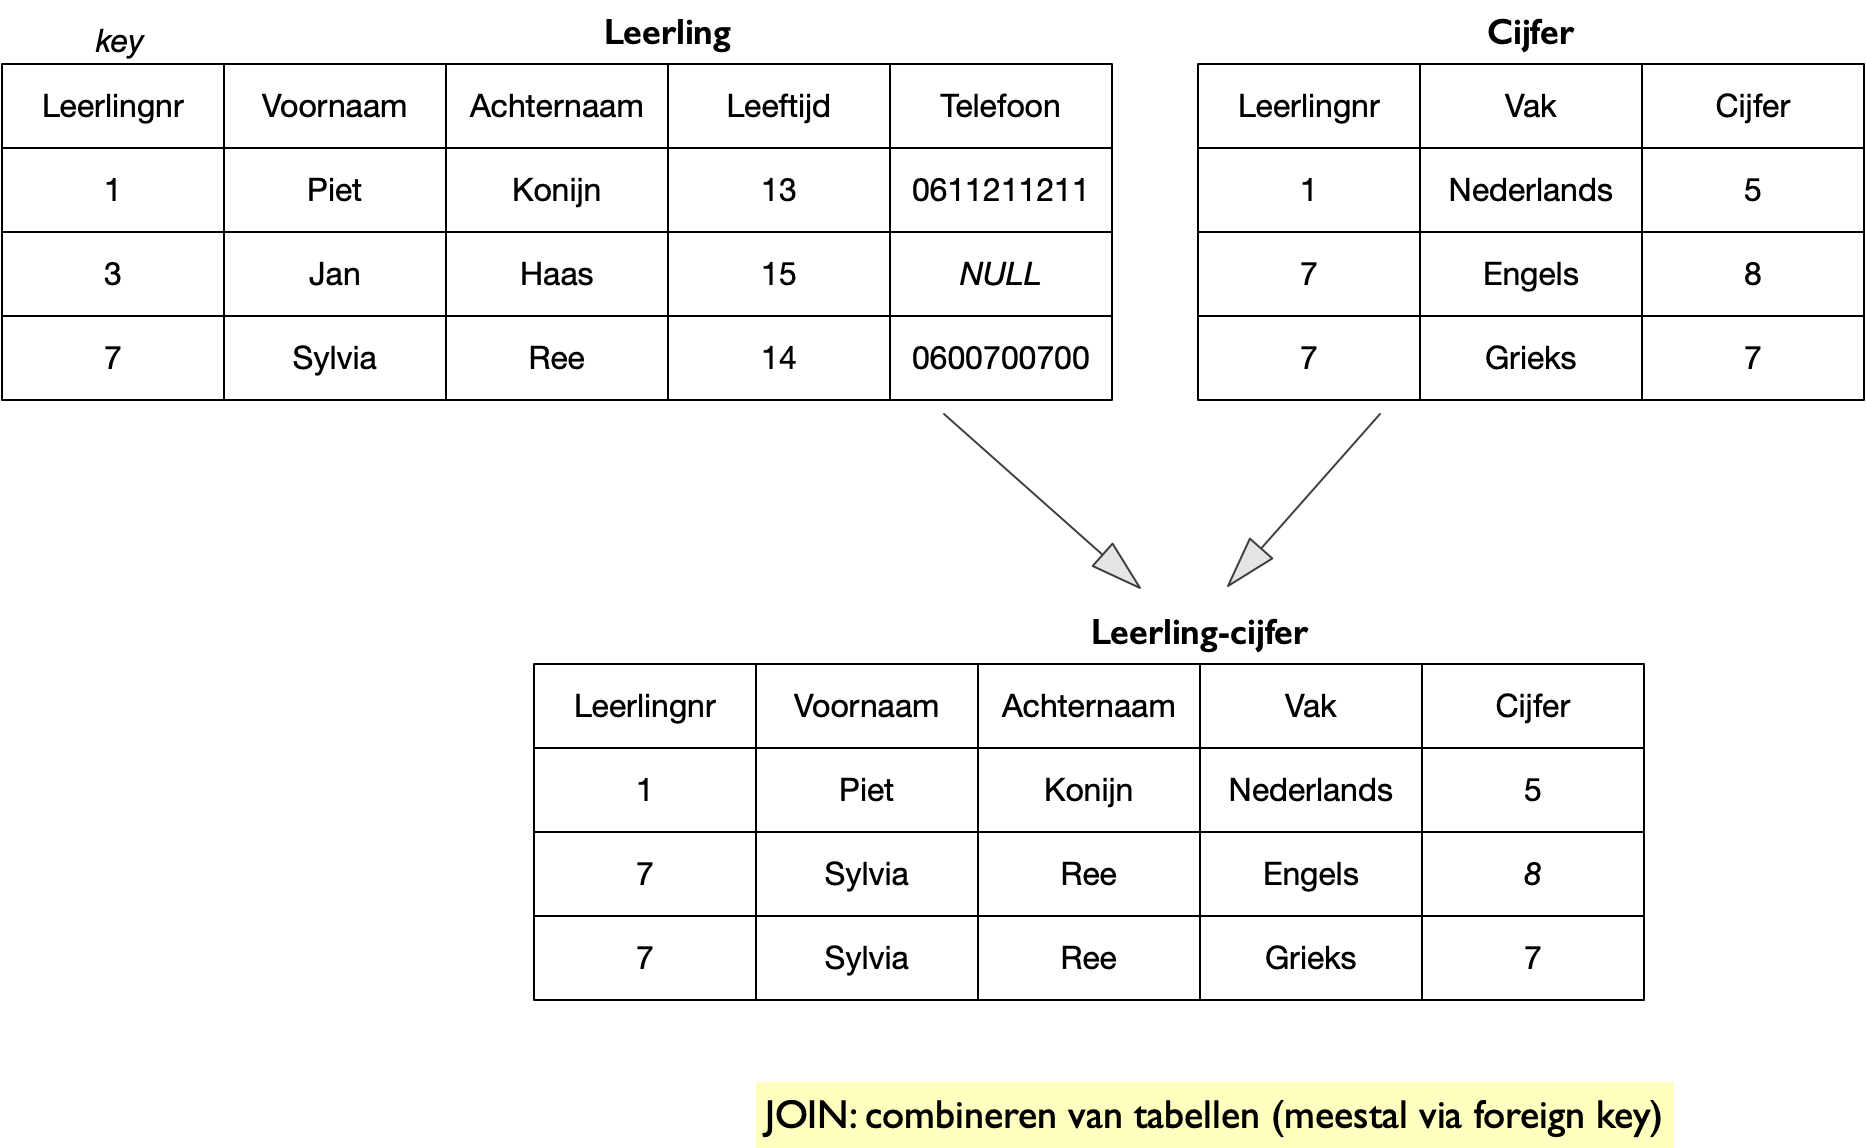 key
Leerling
Leerlingnr Voornaam Achternaam Leeftijd Telefoon
1 Piet Konijn 13 0611211211
3 Jan Haas 15 NULL
7 Sylvia Ree 14 0600700700
Cijfer
Leerlingnr Vak Cijfer
1 Nederlands 5
7 Engels 8
7 Grieks 7
Leerling-cijfer
Leerlingnr Voornaam Achternaam Vak Cijfer
1 Piet Konijn Nederlands 5
7 Sylvia Ree Engels 8
7 Sylvia Ree Grieks 7
JOIN: combineren van tabellen (meestal via foreign key)